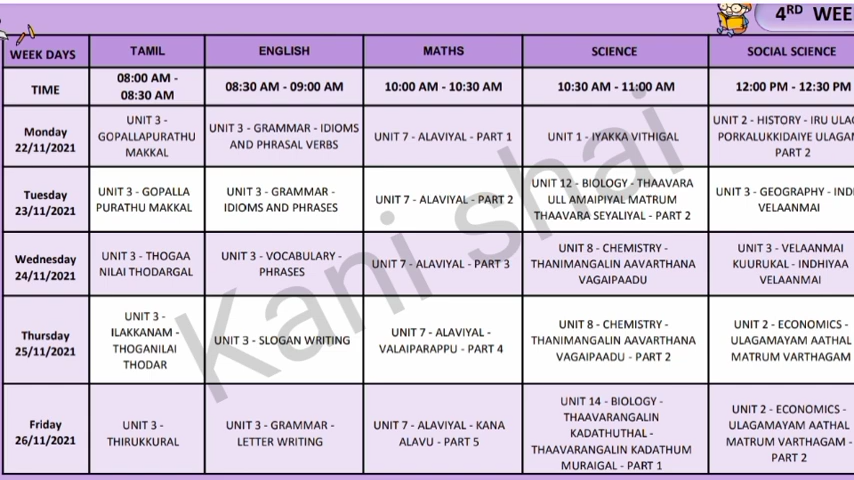 4RD WEE
WEEK DAYS TAMIL ENGLISH MATHS SCIENCE SOCIAL SCIENCE
TIME
08:00 AM -
08:30 AM
08:30 AM - 09:00 AM
10:00 AM - 10:30 AM
10:30 AM - 11:00 AM
12:00 PM - 12:30 PM
Monday
22/11/2021
UNIT 3 -
GOPALLAPURATHU
MAKKAL
UNIT 3 - GRAMMAR - IDIOMS
AND PHRASAL VERBS
UNIT 7 - ALAVIYAL - PART 1
UNIT 1 - IYAKKA VITHIGAL
UNIT 2 - HISTORY - IRU ULAG
PORKALUKKIDAIYE ULAGAM
PART 2
Tuesday
23/11/2021
UNIT 3 - GOPALLA
PURATHU MAKKAL
UNIT 3 - GRAMMAR -
IDIOMS AND PHRASES
UNIT 7 - ALAVIYAL - PART 2
UNIT 12 - BIOLOGY - THAAVARA
ULL AMAIPIYAL MATRUM
THAAVARA SEYALIYAL - PART 2
UNIT 3 - GEOGRAPHY - INDI
VELAANMAI
Wednesday
24/11/2021
UNIT 3 - THOGAA
NILAI THODARGAL
UNIT 3 - VOCABULARY -
PHRASES
UNIT 7 - ALAVIYAL - PART 3
UNIT 8 - CHEMISTRY -
THANIMANGALIN AAVARTHANA
VAGAIPAADU
UNIT 3 - VELAANMAI
KUURUKAL - INDHIYAA
VELAANMAI
Thursday
25/11/2021
UNIT 3 -
ILAKKANAM -
THOGANILAI
THODAR
UNIT 3 - SLOGAN WRITING
UNIT 7 - ALAVIYAL -
VALAIPARAPPU - PART 4
UNIT 8 - CHEMISTRY -
THANIMANGALIN AAVARTHANA
VAGAIPAADU - PART 2
UNIT 2 - ECONOMICS -
ULAGAMAYAM AATHAL
MATRUM VARTHAGAM
Friday
26/11/2021
UNIT 3 -
THIRUKKURAL
UNIT 3 - GRAMMAR -
LETTER WRITING
UNIT 7 - ALAVIYAL - KANA
ALAVU - PART 5
UNIT 14 - BIOLOGY -
THAAVARANGALIN
KADATHUTHAL -
THAAVARANGALIN KADATHUM
MURAIGAL - PART 1
UNIT 2 - ECONOMICS -
ULAGAMAYAM AATHAL
MATRUM VARTHAGAM -
PART 2
Kani shai